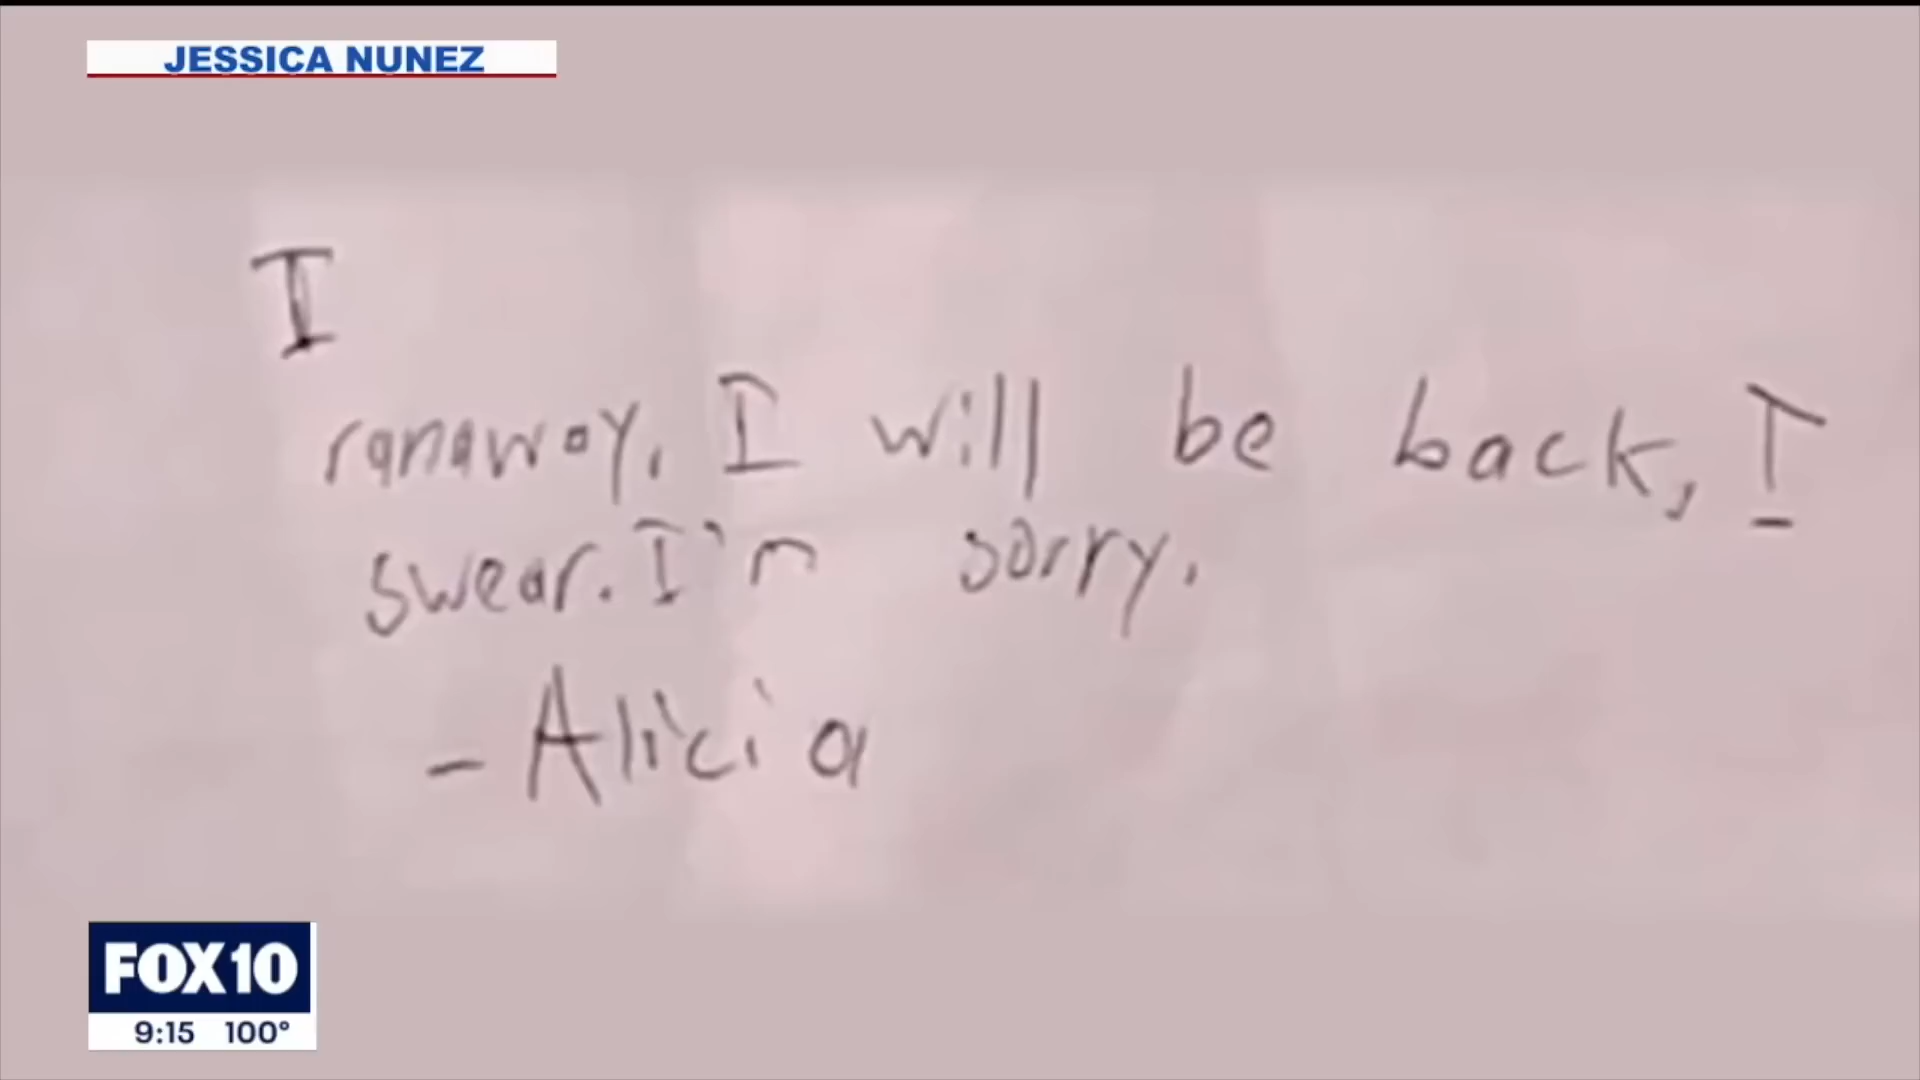 JESSICA NUNEZ
I
ranaway. I will be back, I
swear. I'm sorry.
- Alicia
FOX10
9:15 100°